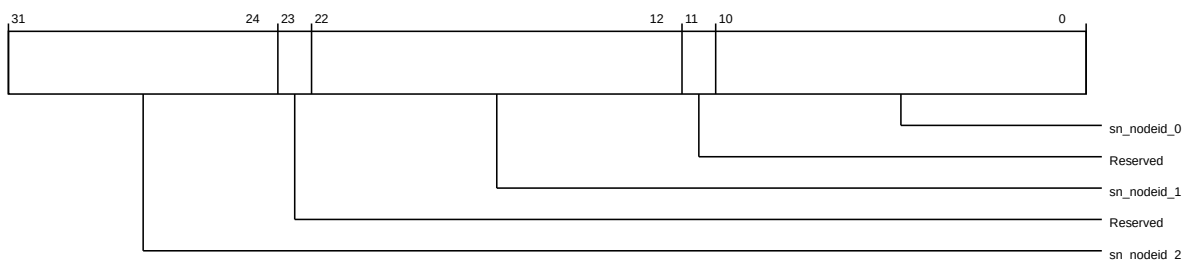 31 24 23 22 12 11 10 0
sn_nodeid_0
Reserved
sn_nodeid_1
Reserved
sn_nodeid_2